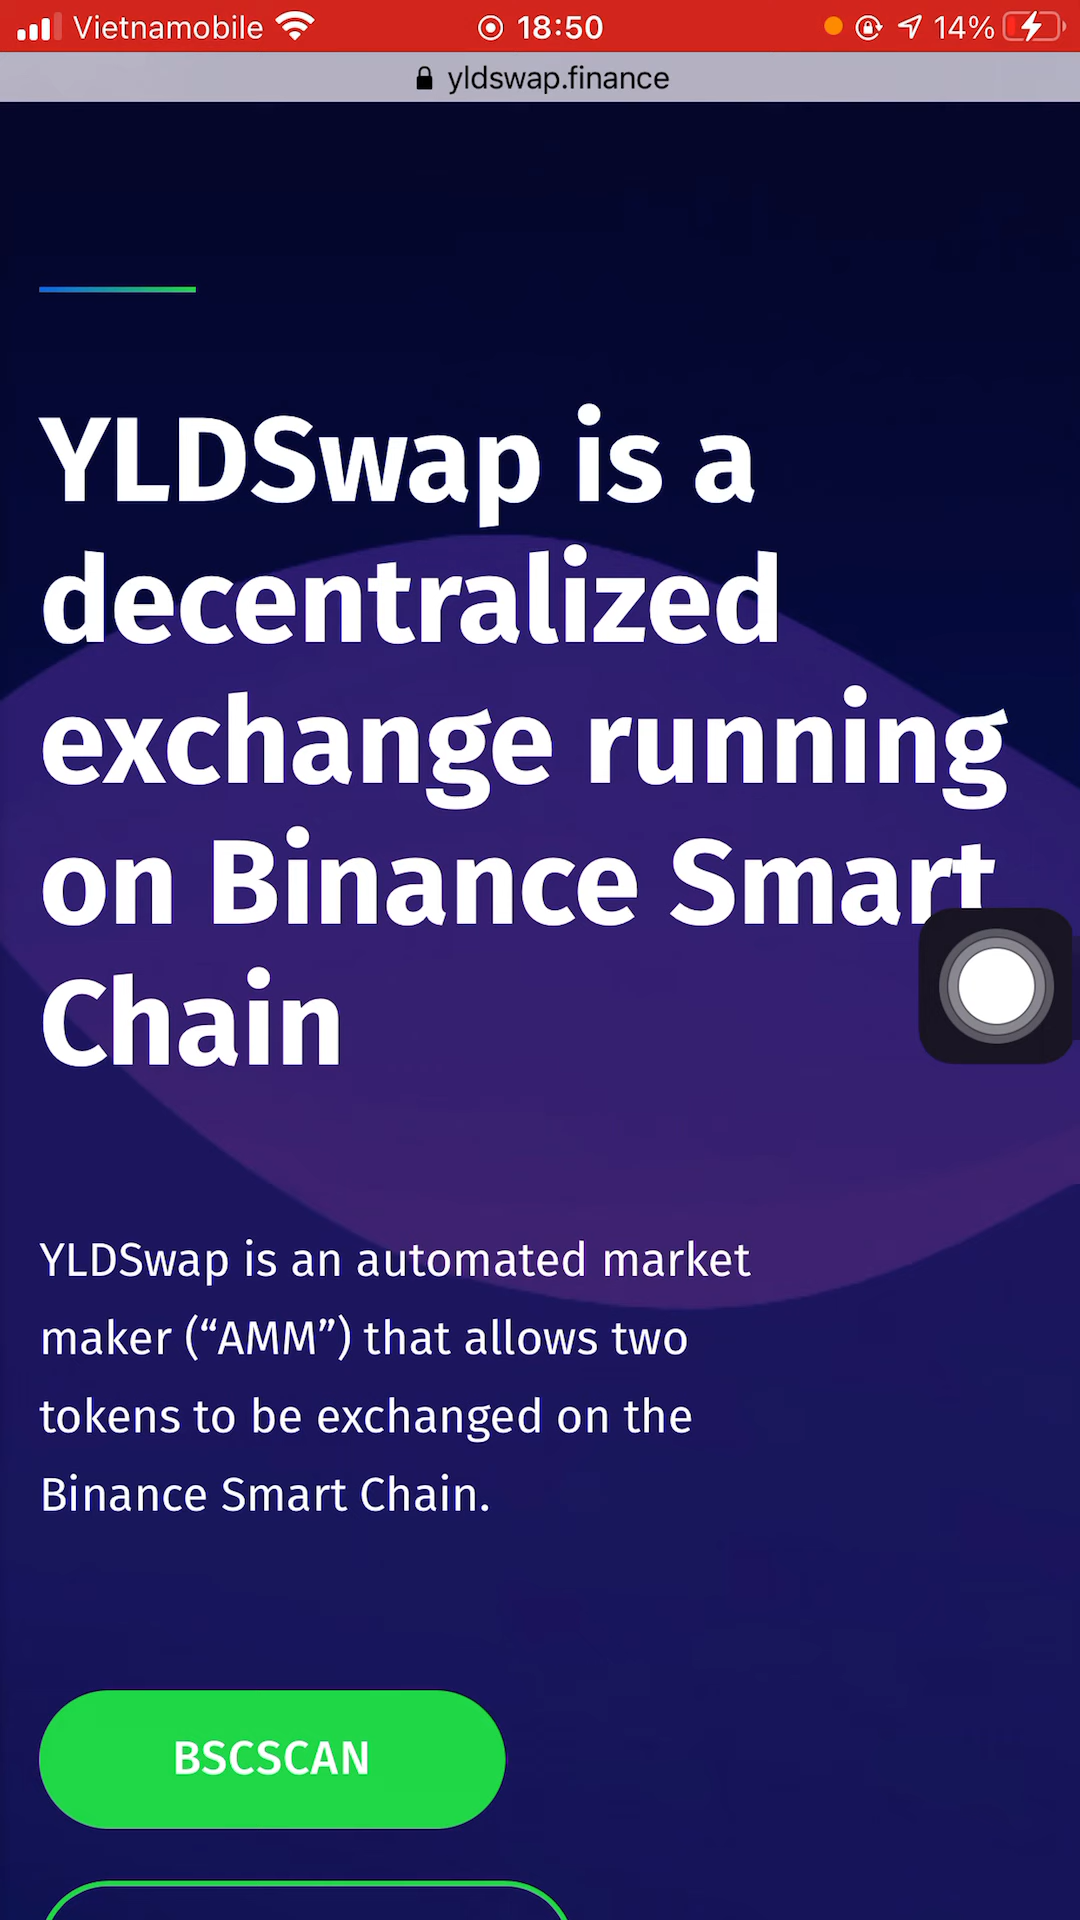 Vietnamobile 18:50 14%
yldswap.finance
YLDSwap is a
decentralized
exchange running
on Binance Smart
Chain
YLDSwap is an automated market
maker (“AMM”) that allows two
tokens to be exchanged on the
Binance Smart Chain.
BSCSCAN